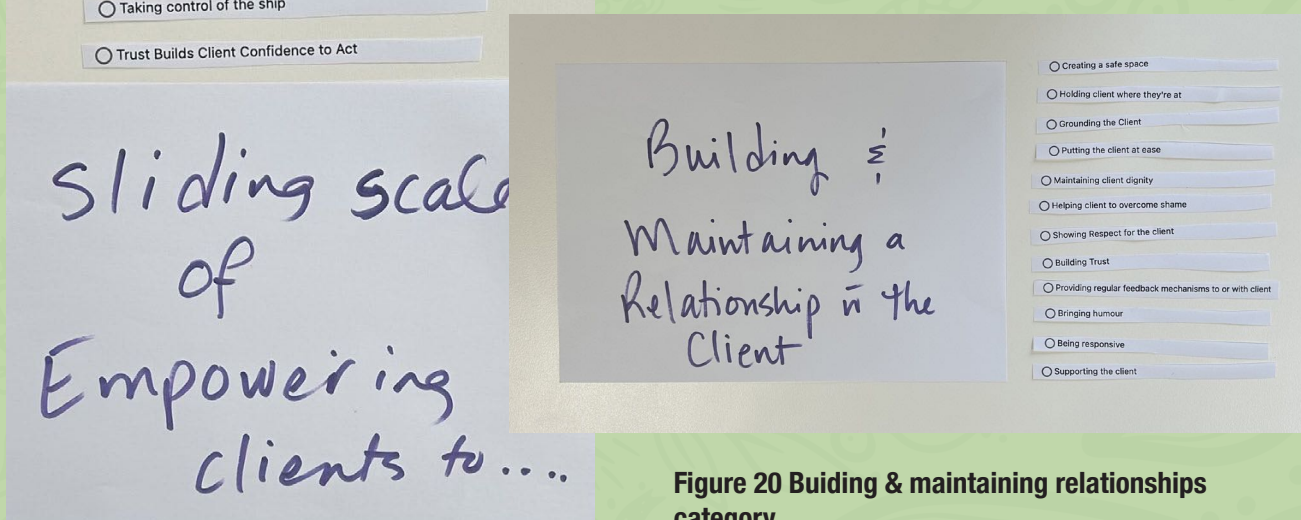 Taking control of the ship
Trust Builds Client Confidence to Act
Sliding scale
of
Empowering
clients to....
Building &
Maintaining a
Relationship n̄ the
Client
Creating a safe space
Holding client where they're at
Grounding the Client
Putting the client at ease
Maintaining client dignity
Helping client to overcome shame
Showing Respect for the client
Building Trust
Providing regular feedback mechanisms to or with client
Bringing humour
Being responsive
Supporting the client
Figure 20 Buiding & maintaining relationships
category